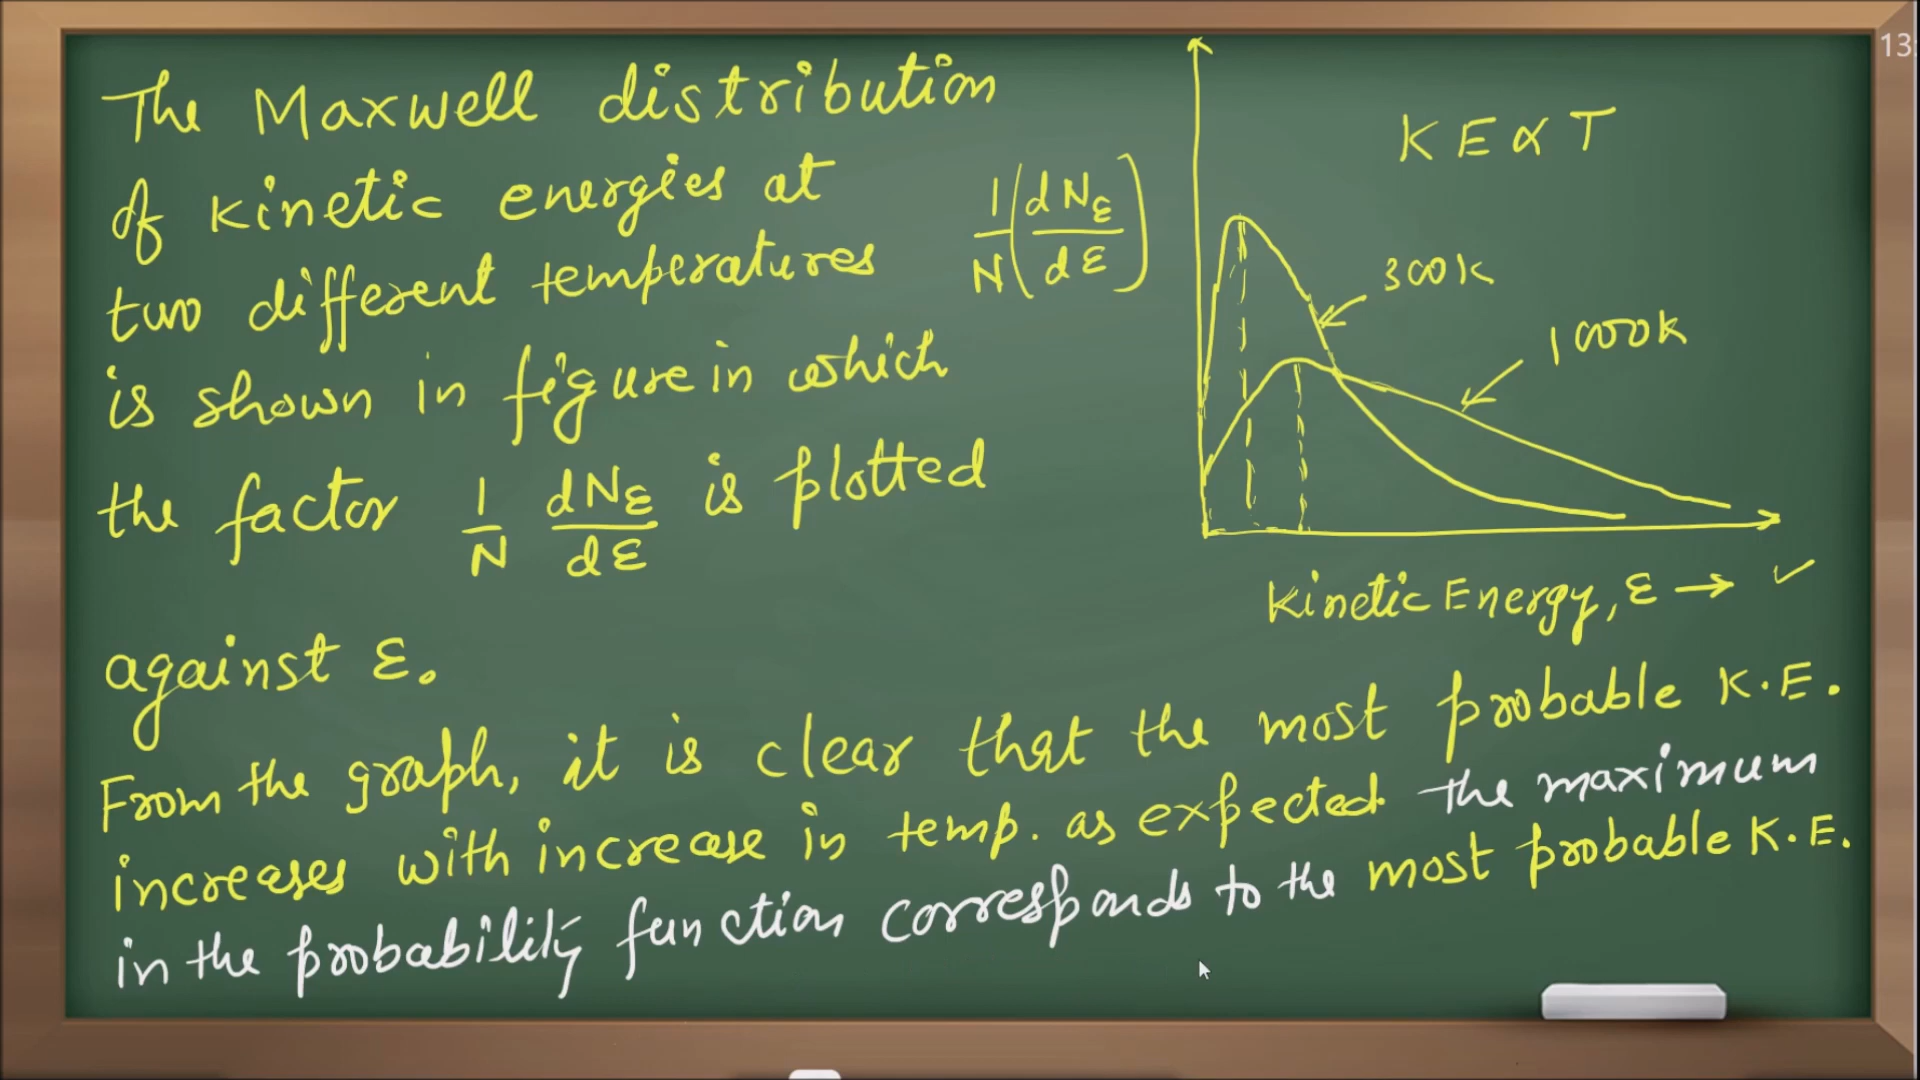 The Maxwell distribution
of kinetic energies at
two different temperatures
is shown in figure in which
the factor 1/N dNε/dε is plotted
against ε.
From the graph, it is clear that the most probable K.E.
increases with increase in temp. as expected. the maximum
in the probability function corresponds to the most probable K.E.
KE ∝ T
1/N (dNε/dε)
300K
1000K
Kinetic Energy, ε → ✓
13